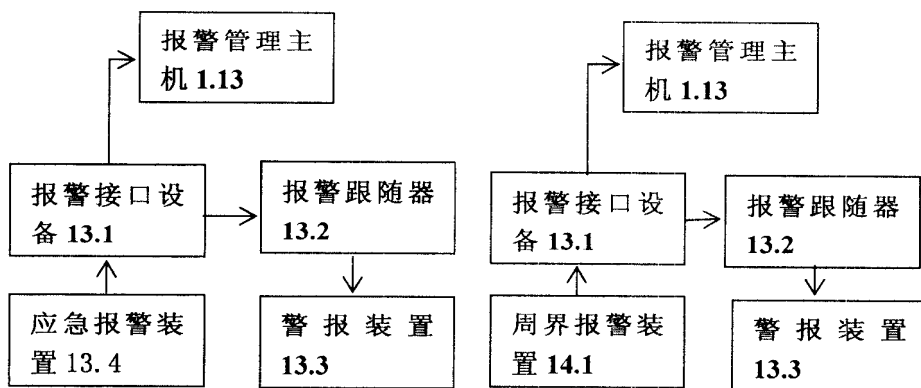 报警管理主
机 1.13
报警接口设
备 13.1
报警跟随器
13.2
应急报警装
置13.4
警报装置
13.3
报警管理主
机 1.13
报警接口设
备 13.1
报警跟随器
13.2
周界报警装
置 14.1
警报装置
13.3